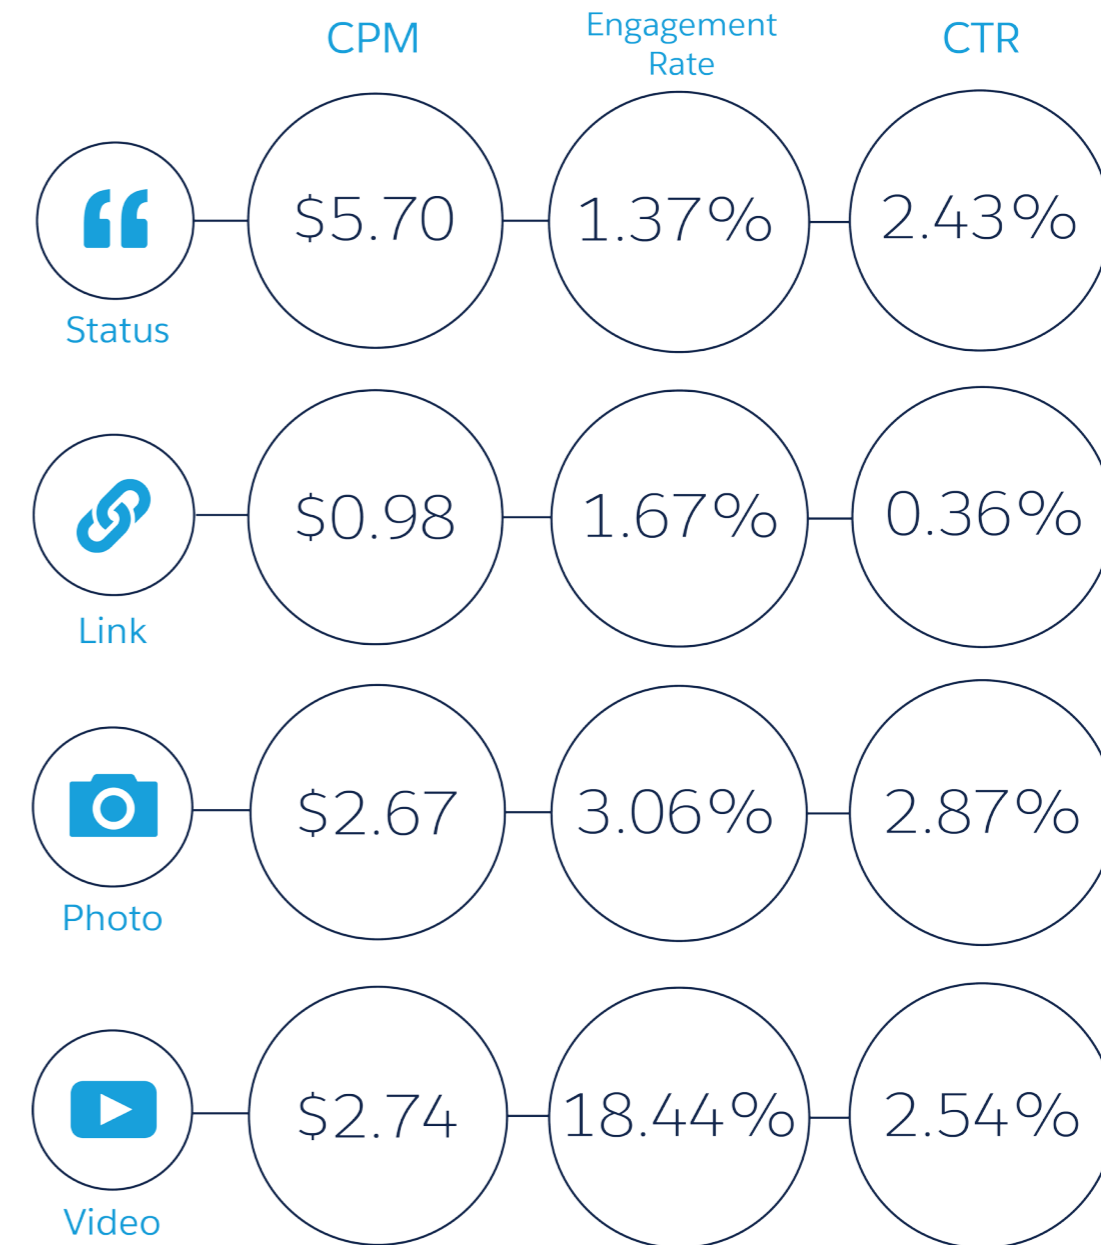 CPM
Engagement
Rate
CTR
$5.70
1.37%
2.43%
Status
$0.98
1.67%
0.36%
Link
$2.67
3.06%
2.87%
Photo
$2.74
18.44%
2.54%
Video